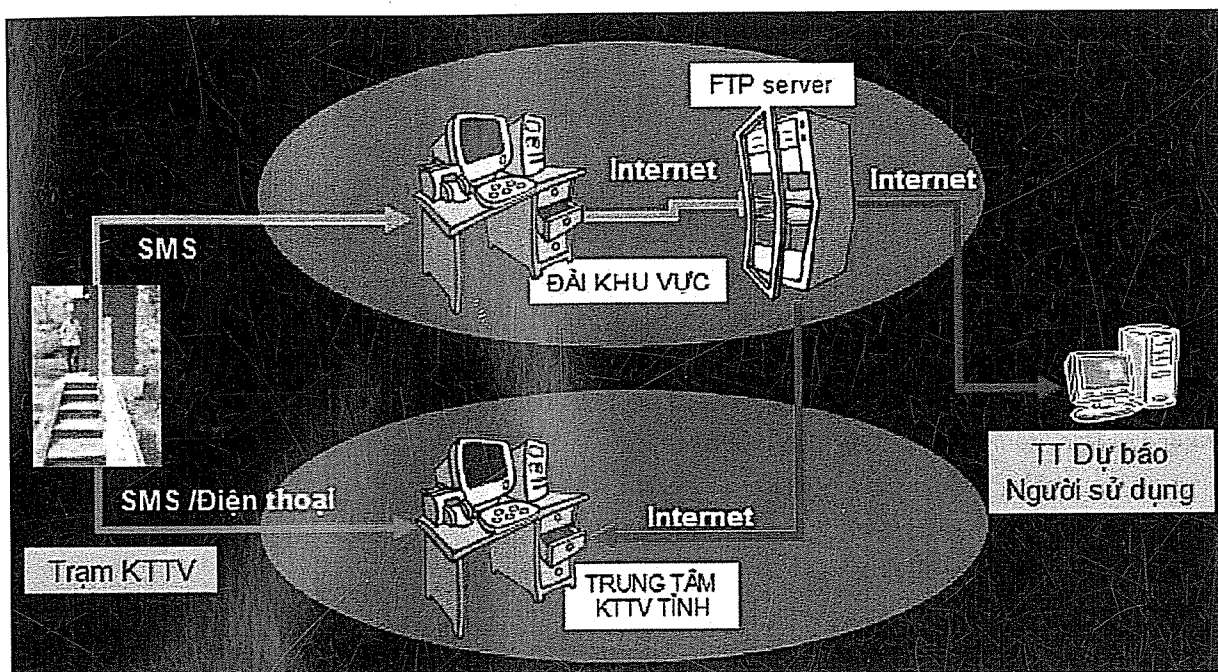 FTP server
Internet
Internet
SMS
ĐÀI KHU VỰC
SMS /Điện thoại
Internet
TT Dự báo
Người sử dụng
Trạm KTTV
TRUNG TÂM
KTTV TỈNH